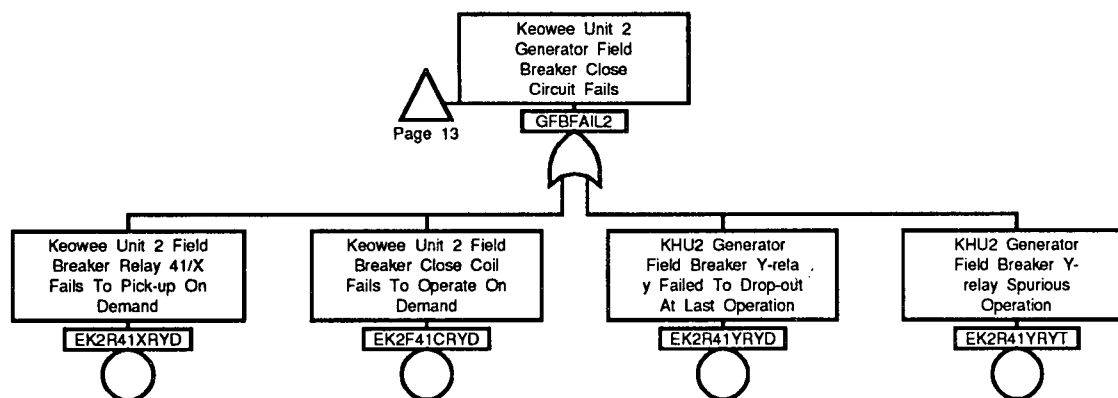 Keowee Unit 2
Generator Field
Breaker Close
Circuit Fails
Page 13
GFBFAIL2
Keowee Unit 2 Field
Breaker Relay 41/X
Fails To Pick-up On
Demand
EK2R41XRYD
Keowee Unit 2 Field
Breaker Close Coil
Fails To Operate On
Demand
EK2F41CRYD
KHU2 Generator
Field Breaker Y-rela
y Failed To Drop-out
At Last Operation
EK2R41YRYD
KHU2 Generator
Field Breaker Y-
relay Spurious
Operation
EK2R41YRYT